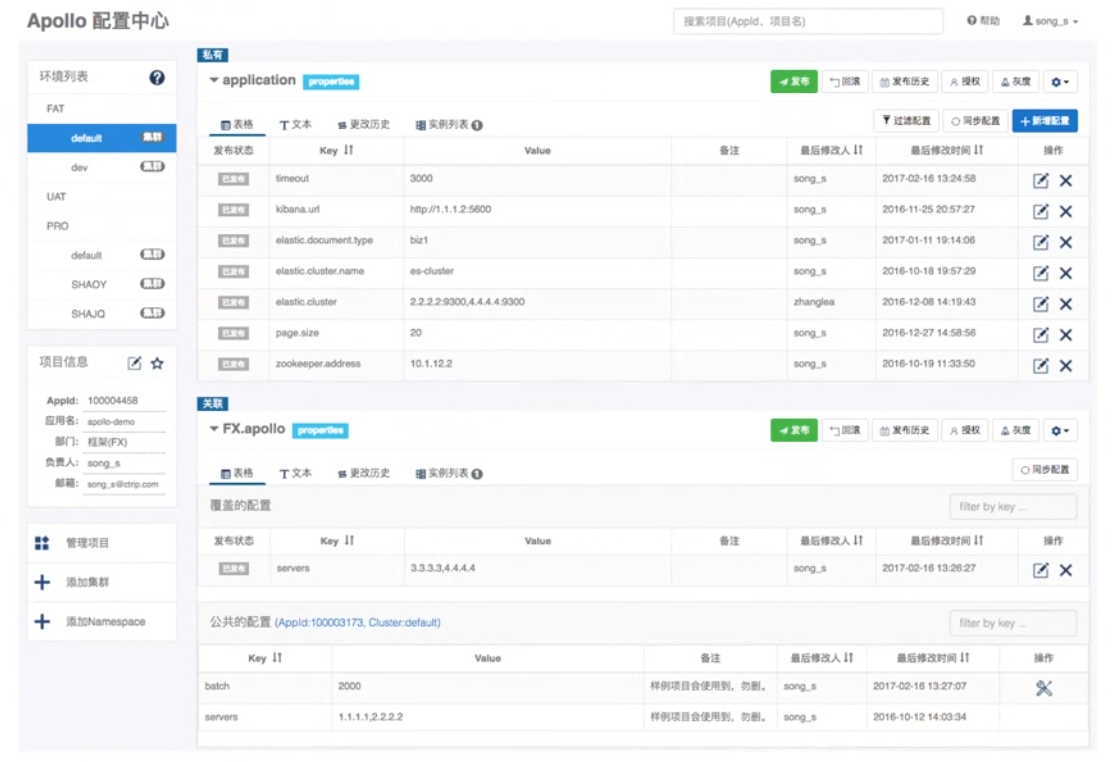 Apollo 配置中心
搜索项目(AppId、项目名)
帮助
song_s
环境列表
FAT
default 集群
dev 集群
UAT
PRO
default 集群
SHAOY 集群
SHAJQ 集群
项目信息
AppId: 100004458
应用名: apollo-demo
部门: 框架(FX)
负责人: song_s
邮箱: song_s@ctrip.com
管理项目
添加集群
添加Namespace
私有
application properties
发布 回滚 发布历史 授权 灰度
表格 文本 更改历史 实例列表 1
过滤配置 同步配置 新增配置
发布状态 Key Value 备注 最后修改人 最后修改时间 操作
已发布 timeout 3000 song_s 2017-02-16 13:24:58
已发布 kibana.url http://1.1.1.2:5600 song_s 2016-11-25 20:57:27
已发布 elastic.document.type biz1 song_s 2017-01-11 19:14:06
已发布 elastic.cluster.name es-cluster song_s 2016-10-18 19:57:29
已发布 elastic.cluster 2.2.2.2:9300,4.4.4.4:9300 zhanglea 2016-12-08 14:19:43
已发布 page.size 20 song_s 2016-12-27 14:58:56
已发布 zookeeper.address 10.1.12.2 song_s 2016-10-19 11:33:50
关联
FX.apollo properties
发布 回滚 发布历史 授权 灰度
表格 文本 更改历史 实例列表 1
同步配置
覆盖的配置
filter by key ...
发布状态 Key Value 备注 最后修改人 最后修改时间 操作
已发布 servers 3.3.3.3,4.4.4.4 song_s 2017-02-16 13:26:27
公共的配置 (AppId:100003173, Cluster:default)
filter by key ...
Key Value 备注 最后修改人 最后修改时间 操作
batch 2000 样例项目会使用到，勿删。 song_s 2017-02-16 13:27:07
servers 1.1.1.1,2.2.2.2 样例项目会使用到，勿删。 song_s 2016-10-12 14:03:34